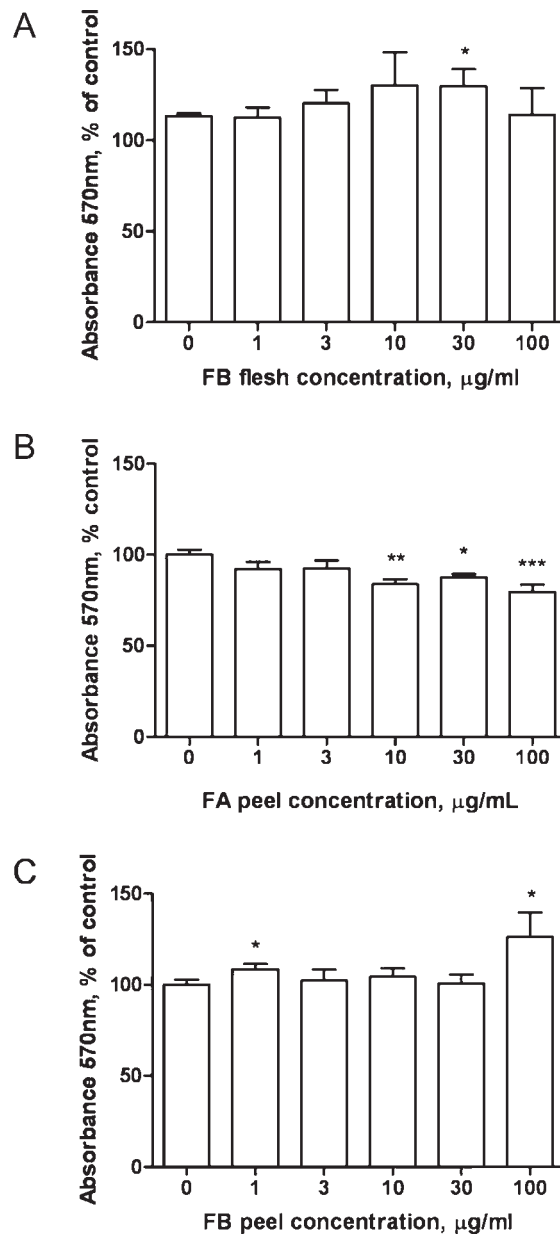 A
Absorbance 570nm, % of control
150
100
50
0
*
0 1 3 10 30 100
FB flesh concentration, µg/ml
B
Absorbance 570nm, % control
150
100
50
0
** * ***
0 1 3 10 30 100
FA peel concentration, µg/mL
C
Absorbance 570nm, % of control
150
100
50
0
* *
0 1 3 10 30 100
FB peel concentration, µg/ml